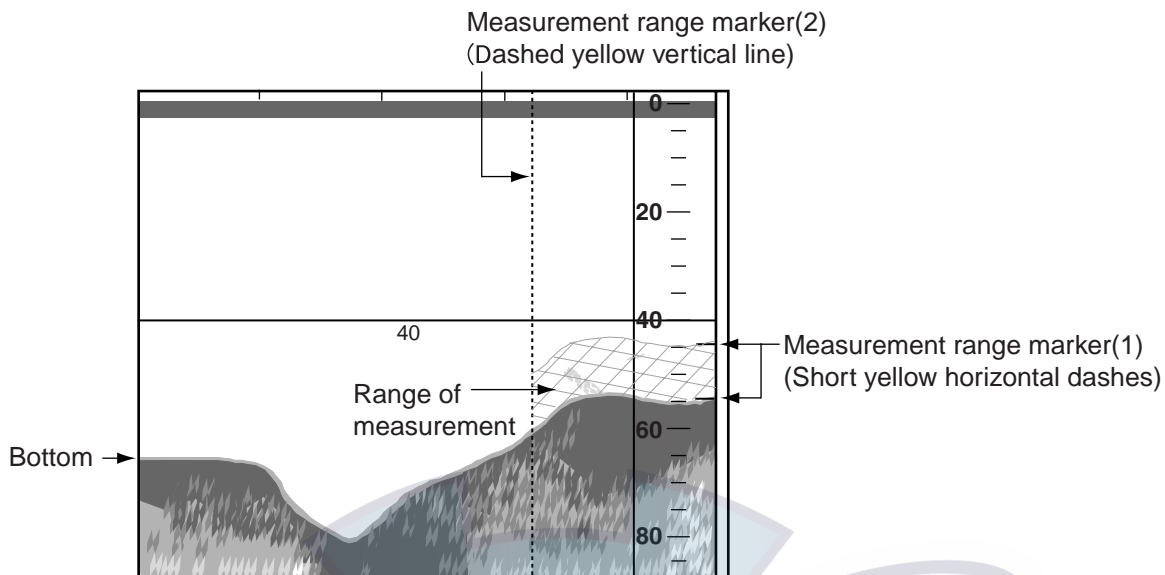 Measurement range marker(2)
(Dashed yellow vertical line)
0
20
40
40
Measurement range marker(1)
(Short yellow horizontal dashes)
Range of
measurement
60
Bottom
80